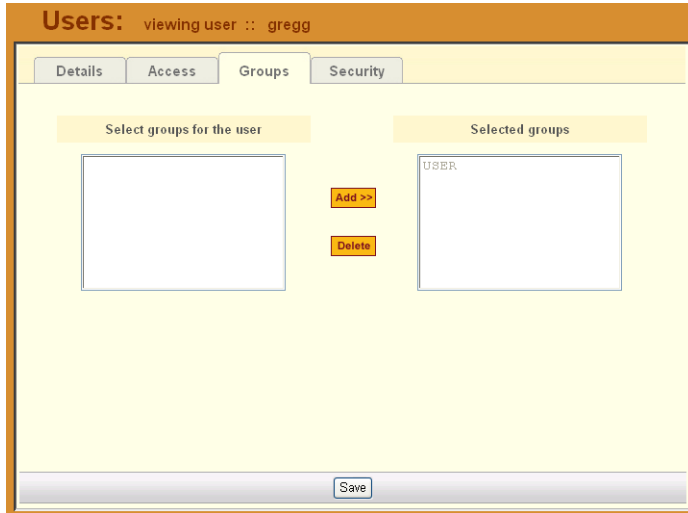 Users: viewing user :: gregg
Details Access Groups Security
Select groups for the user Selected groups
USER
Add >>
Delete
Save